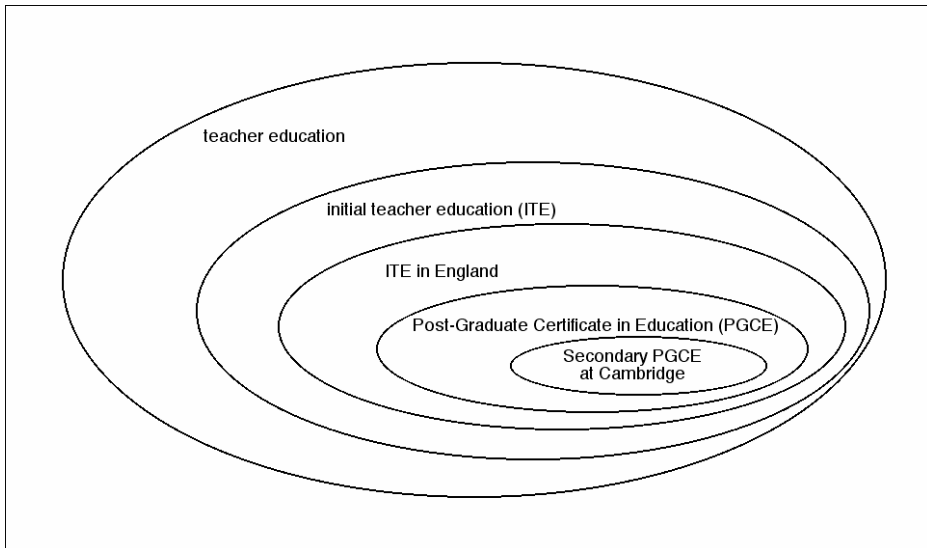 teacher education
initial teacher education (ITE)
ITE in England
Post-Graduate Certificate in Education (PGCE)
Secondary PGCE
at Cambridge